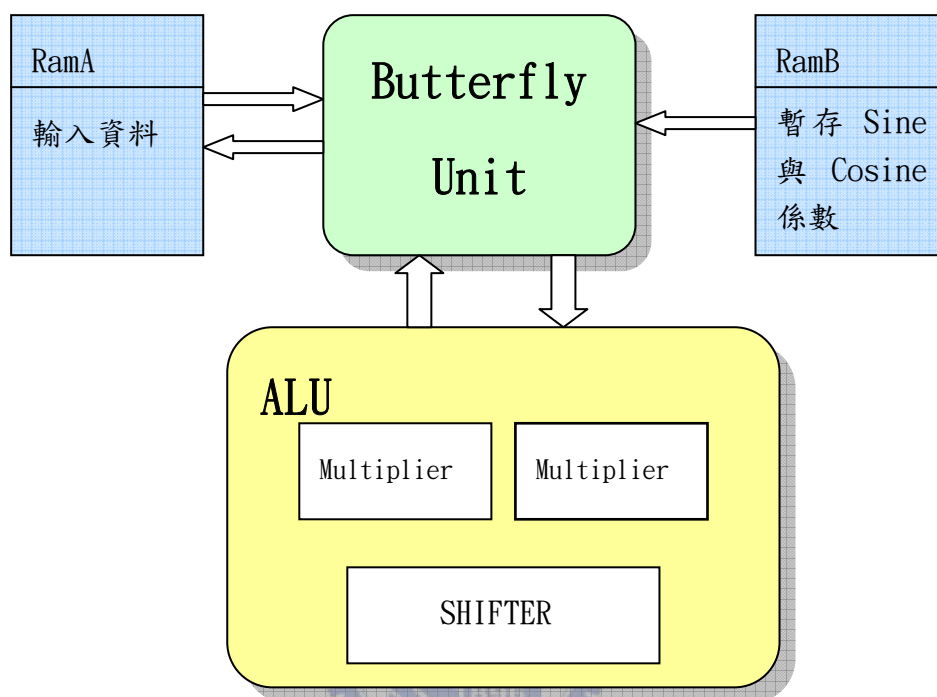 RamA
輸入資料
Butterfly
Unit
RamB
暫存 Sine
與 Cosine
係數
ALU
Multiplier
Multiplier
SHIFTER